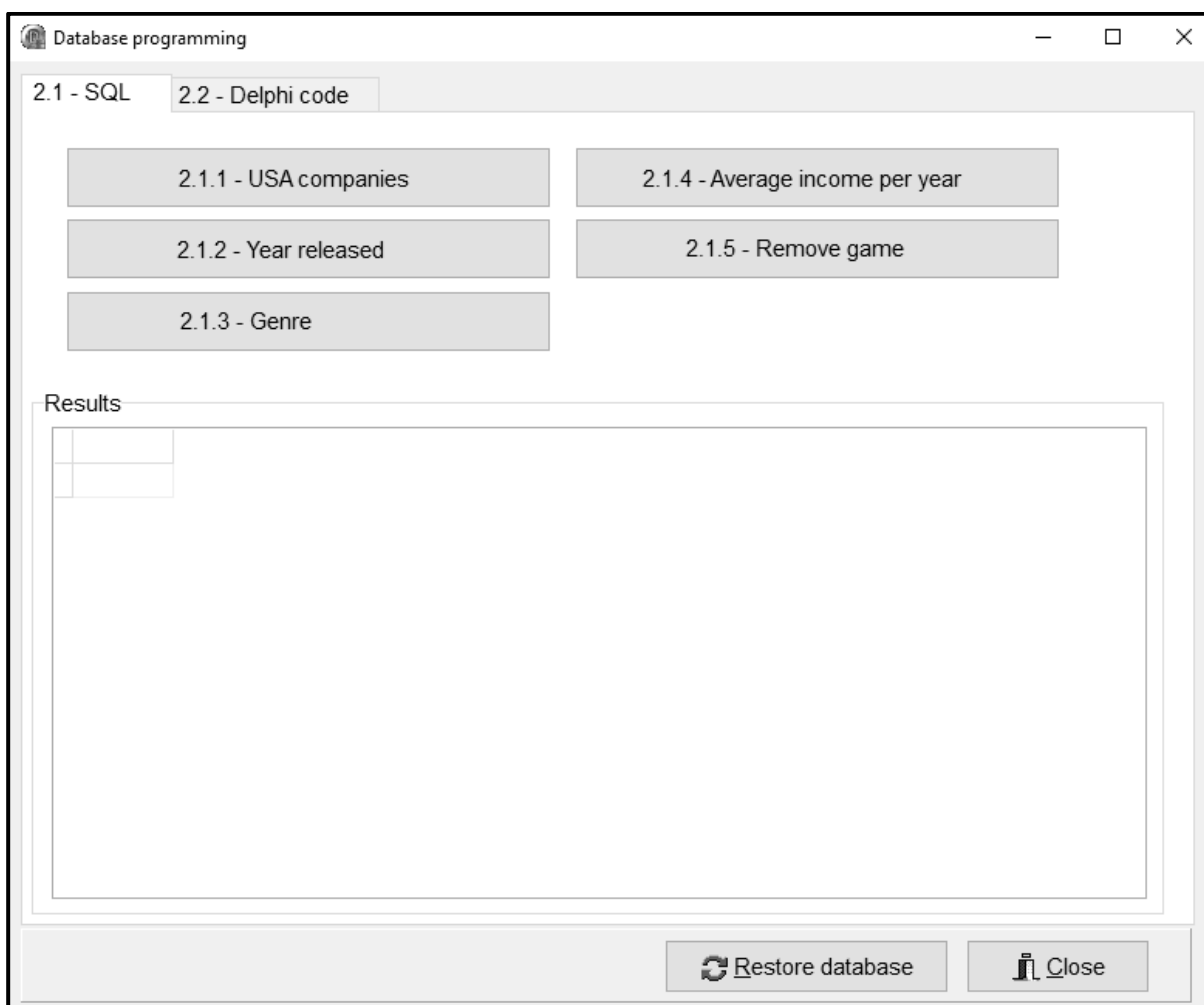 Database programming
2.1 - SQL
2.2 - Delphi code
2.1.1 - USA companies
2.1.4 - Average income per year
2.1.2 - Year released
2.1.5 - Remove game
2.1.3 - Genre
Results
Restore database
Close